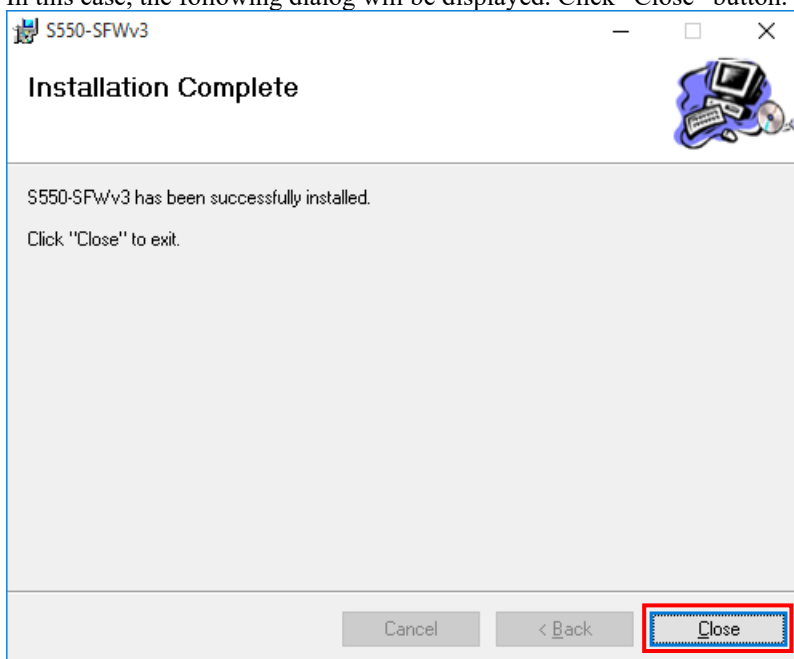 In this case, the following dialog will be displayed. Click "Close" button.
S550-SFWv3
Installation Complete
S550-SFWv3 has been successfully installed.
Click "Close" to exit.
Cancel
< Back
Close